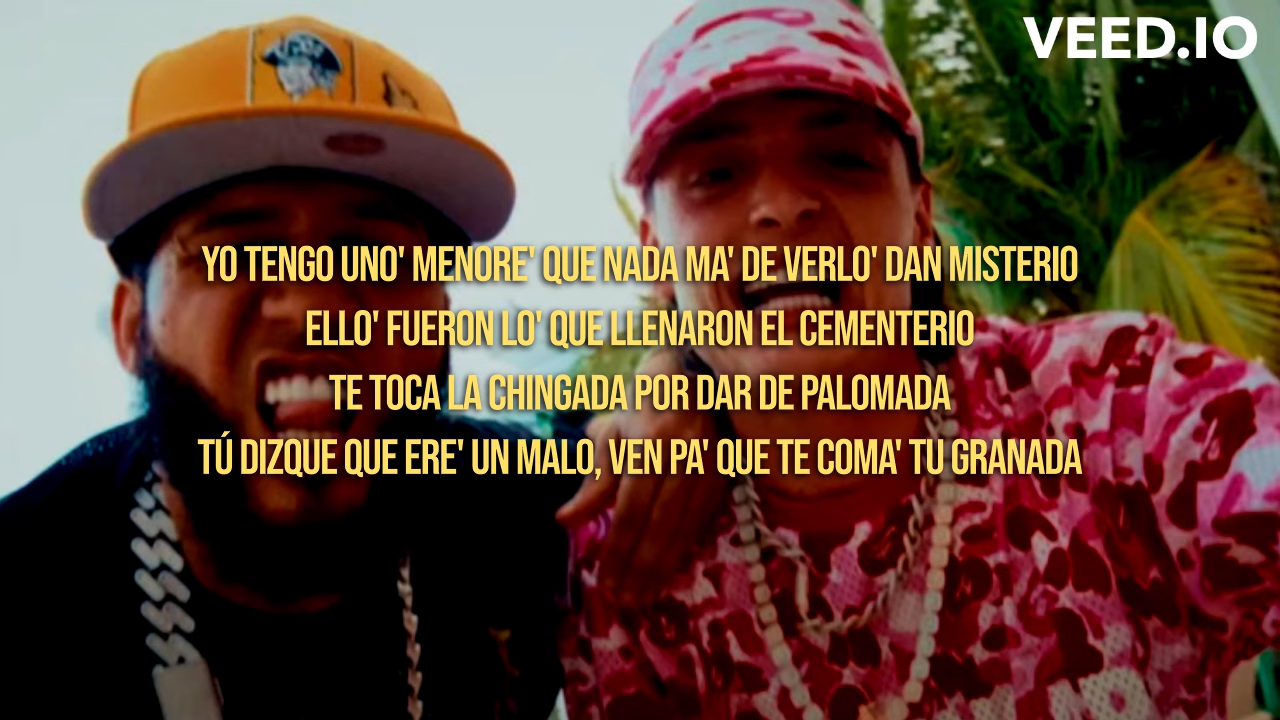 VEED.IO
YO TENGO UNO' MENORE' QUE NADA MA' DE VERLO' DAN MISTERIO
ELLO' FUERON LO' QUE LLENARON EL CEMENTERIO
TE TOCA LA CHINGADA POR DAR DE PALOMADA
TÚ DIZQUE QUE ERE' UN MALO, VEN PA' QUE TE COMA' TU GRANADA